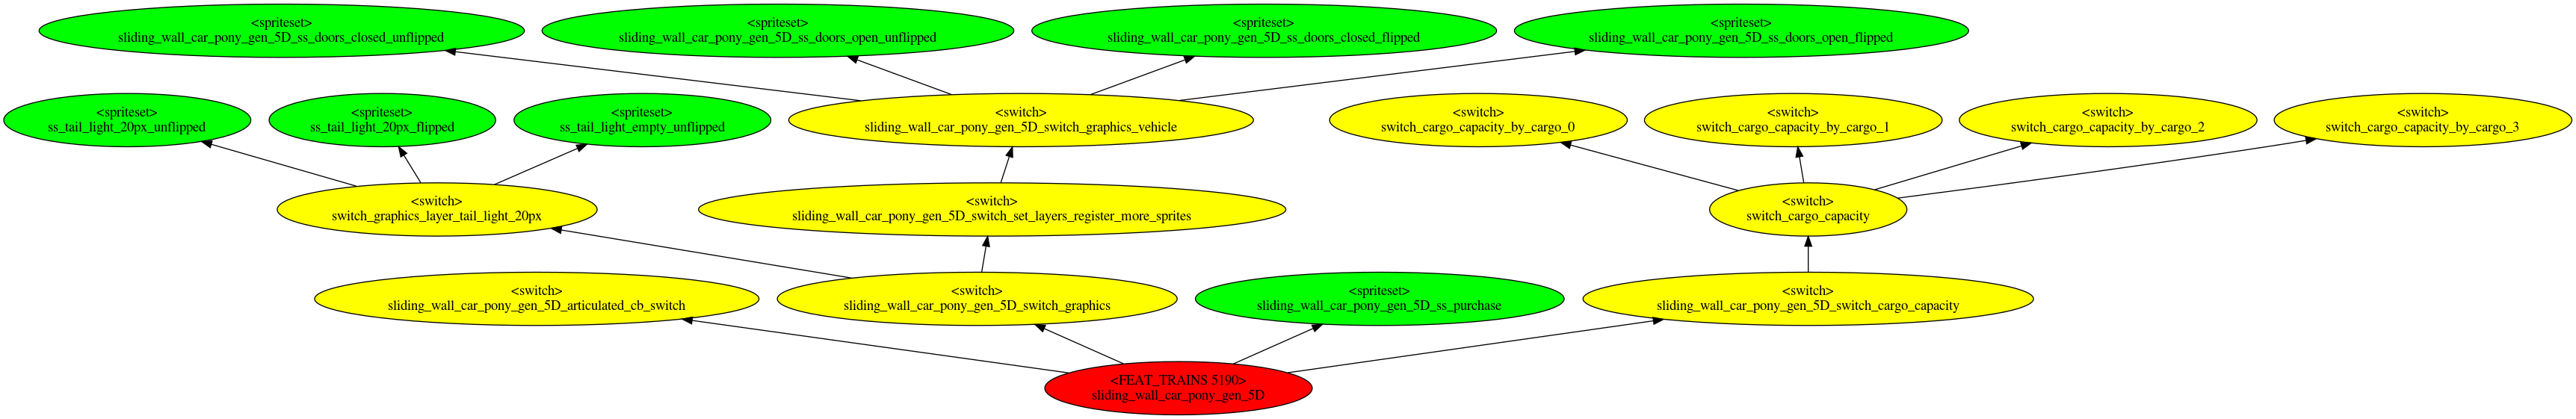 <spriteset>
sliding_wall_car_pony_gen_5D_ss_doors_closed_unflipped
<spriteset>
sliding_wall_car_pony_gen_5D_ss_doors_open_unflipped
<spriteset>
sliding_wall_car_pony_gen_5D_ss_doors_closed_flipped
<spriteset>
sliding_wall_car_pony_gen_5D_ss_doors_open_flipped
<spriteset>
ss_tail_light_20px_unflipped
<spriteset>
ss_tail_light_20px_flipped
<spriteset>
ss_tail_light_empty_unflipped
<switch>
sliding_wall_car_pony_gen_5D_switch_graphics_vehicle
<switch>
switch_cargo_capacity_by_cargo_0
<switch>
switch_cargo_capacity_by_cargo_1
<switch>
switch_cargo_capacity_by_cargo_2
<switch>
switch_cargo_capacity_by_cargo_3
<switch>
switch_graphics_layer_tail_light_20px
<switch>
sliding_wall_car_pony_gen_5D_switch_set_layers_register_more_sprites
<switch>
switch_cargo_capacity
<switch>
sliding_wall_car_pony_gen_5D_articulated_cb_switch
<switch>
sliding_wall_car_pony_gen_5D_switch_graphics
<spriteset>
sliding_wall_car_pony_gen_5D_ss_purchase
<switch>
sliding_wall_car_pony_gen_5D_switch_cargo_capacity
<FEAT_TRAINS 5190>
sliding_wall_car_pony_gen_5D